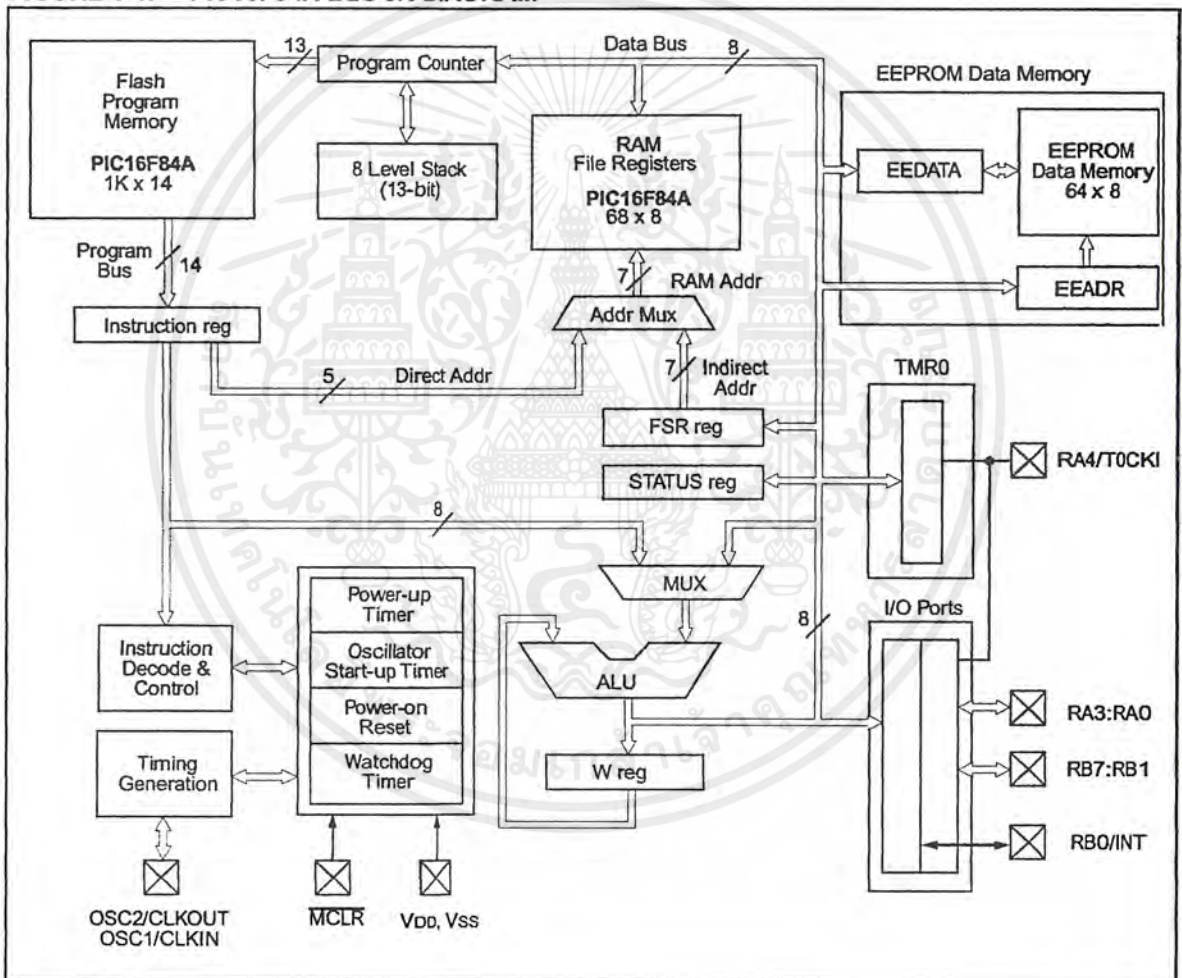 13
Program Counter
Data Bus
8
Flash
Program
Memory
PIC16F84A
1K x 14
8 Level Stack
(13-bit)
RAM
File Registers
PIC16F84A
68 x 8
EEPROM Data Memory
EEDATA
EEPROM
Data Memory
64 x 8
EEADR
Program
Bus
14
7
RAM Addr
Addr Mux
Instruction reg
5
Direct Addr
7
Indirect
Addr
FSR reg
STATUS reg
TMR0
RA4/T0CKI
8
MUX
8
I/O Ports
Power-up
Timer
Oscillator
Start-up Timer
Power-on
Reset
Watchdog
Timer
Instruction
Decode &
Control
Timing
Generation
ALU
W reg
RA3:RA0
RB7:RB1
RB0/INT
OSC2/CLKOUT
OSC1/CLKIN
MCLR
VDD, VSS